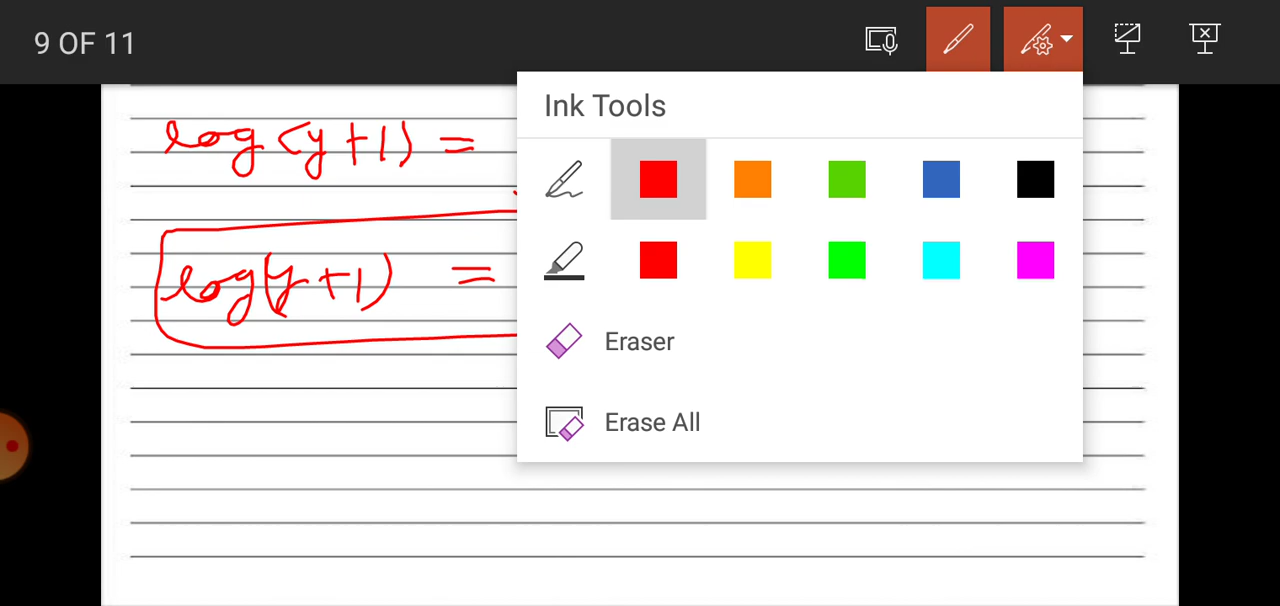 9 OF 11
Ink Tools
log(y+1) =
log(y+1) =
Eraser
Erase All